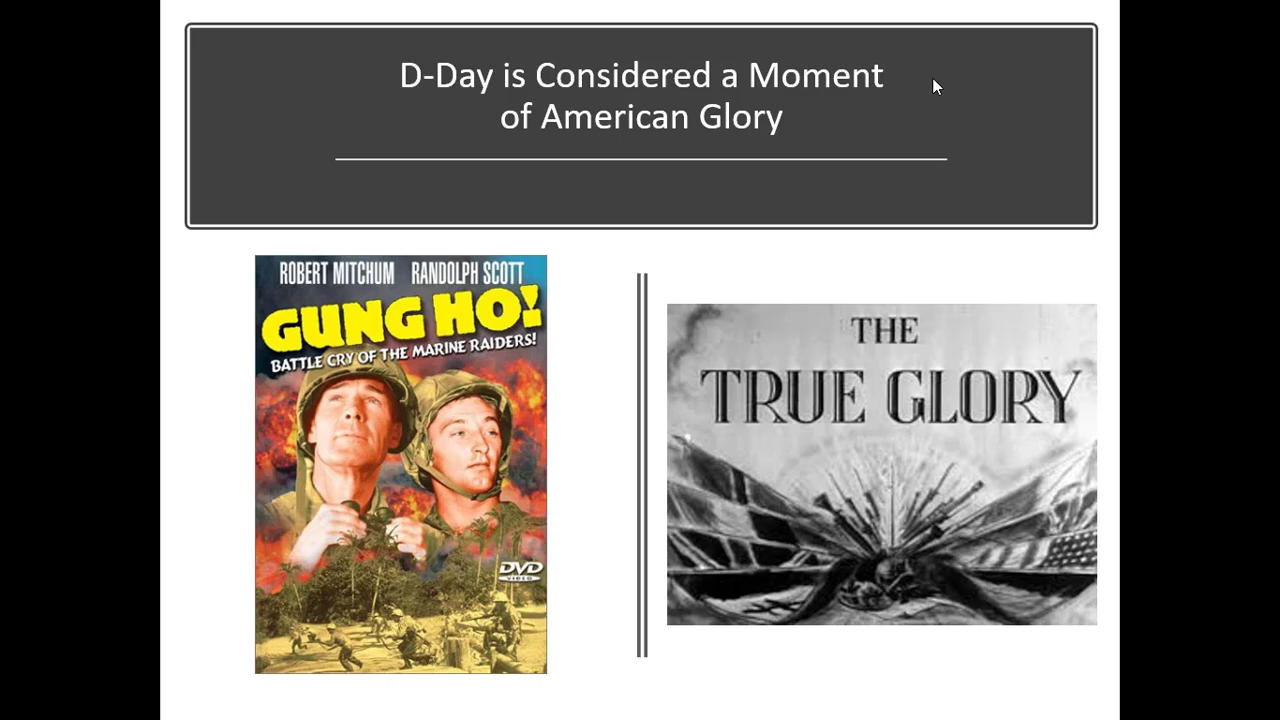 D-Day is Considered a Moment
of American Glory
ROBERT MITCHUM RANDOLPH SCOTT
GUNG HO!
BATTLE CRY OF THE MARINE RAIDERS!
DVD
VIDEO
THE
TRUE GLORY